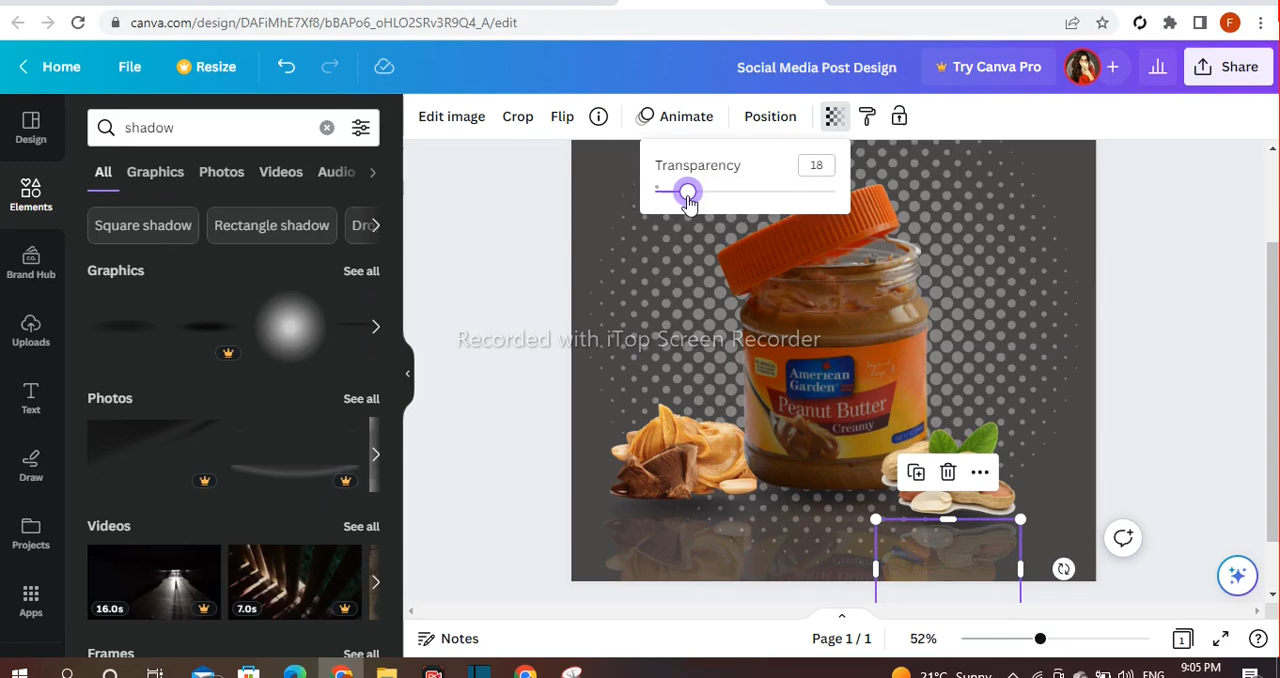 canva.com/design/DAFiMhE7Xf8/bBAPo6_oHLO2SRv3R9Q4_A/edit
F
Home
File
Resize
Social Media Post Design
Try Canva Pro
Share
Design
Elements
Brand Hub
Uploads
Text
Draw
Projects
Apps
shadow
All Graphics Photos Videos Audio
Square shadow
Rectangle shadow
Dro
Graphics
See all
Photos
See all
Videos
See all
16.0s
7.0s
Frames
See all
Edit image
Crop
Flip
Animate
Position
Transparency
18
Recorded with iTop Screen Recorder
AMERICAN
GARDEN
Peanut Butter
Creamy
Notes
Page 1 / 1
52%
1
21°C Sunny
ENG
9:05 PM